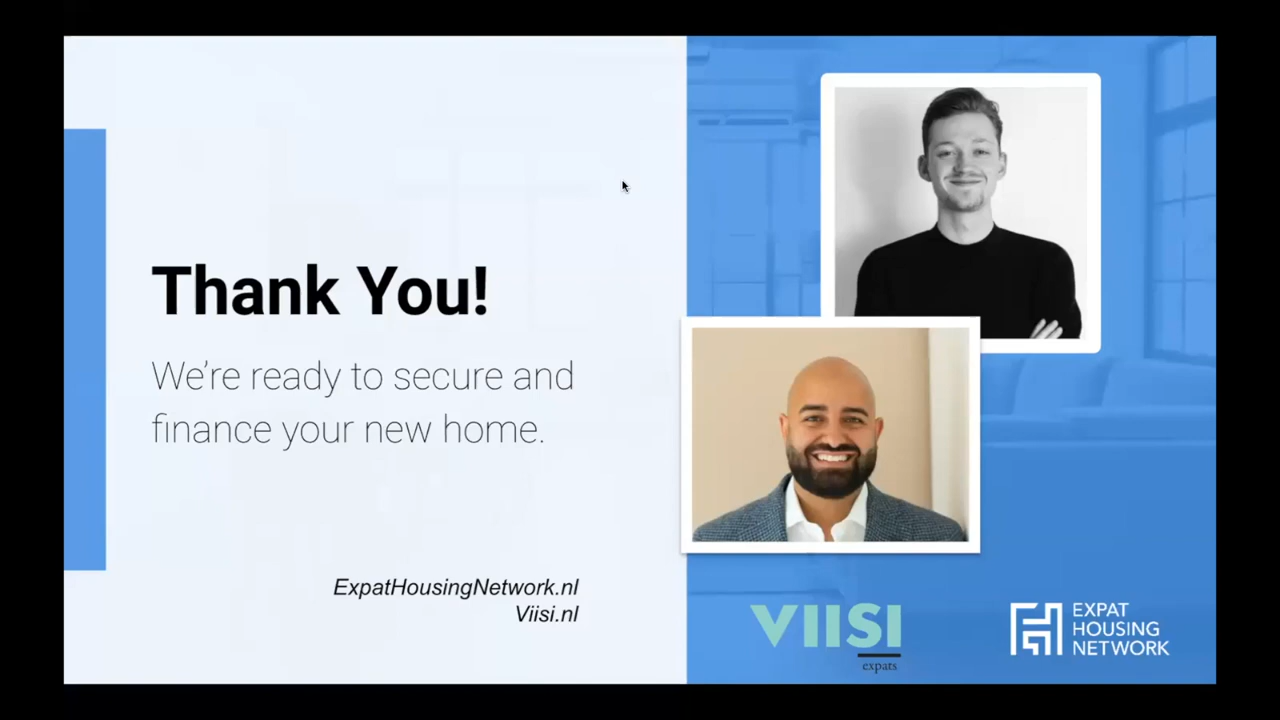 Thank You!
We're ready to secure and
finance your new home.
ExpatHousingNetwork.nl
Viisi.nl
VIISI
expats
EXPAT
HOUSING
NETWORK